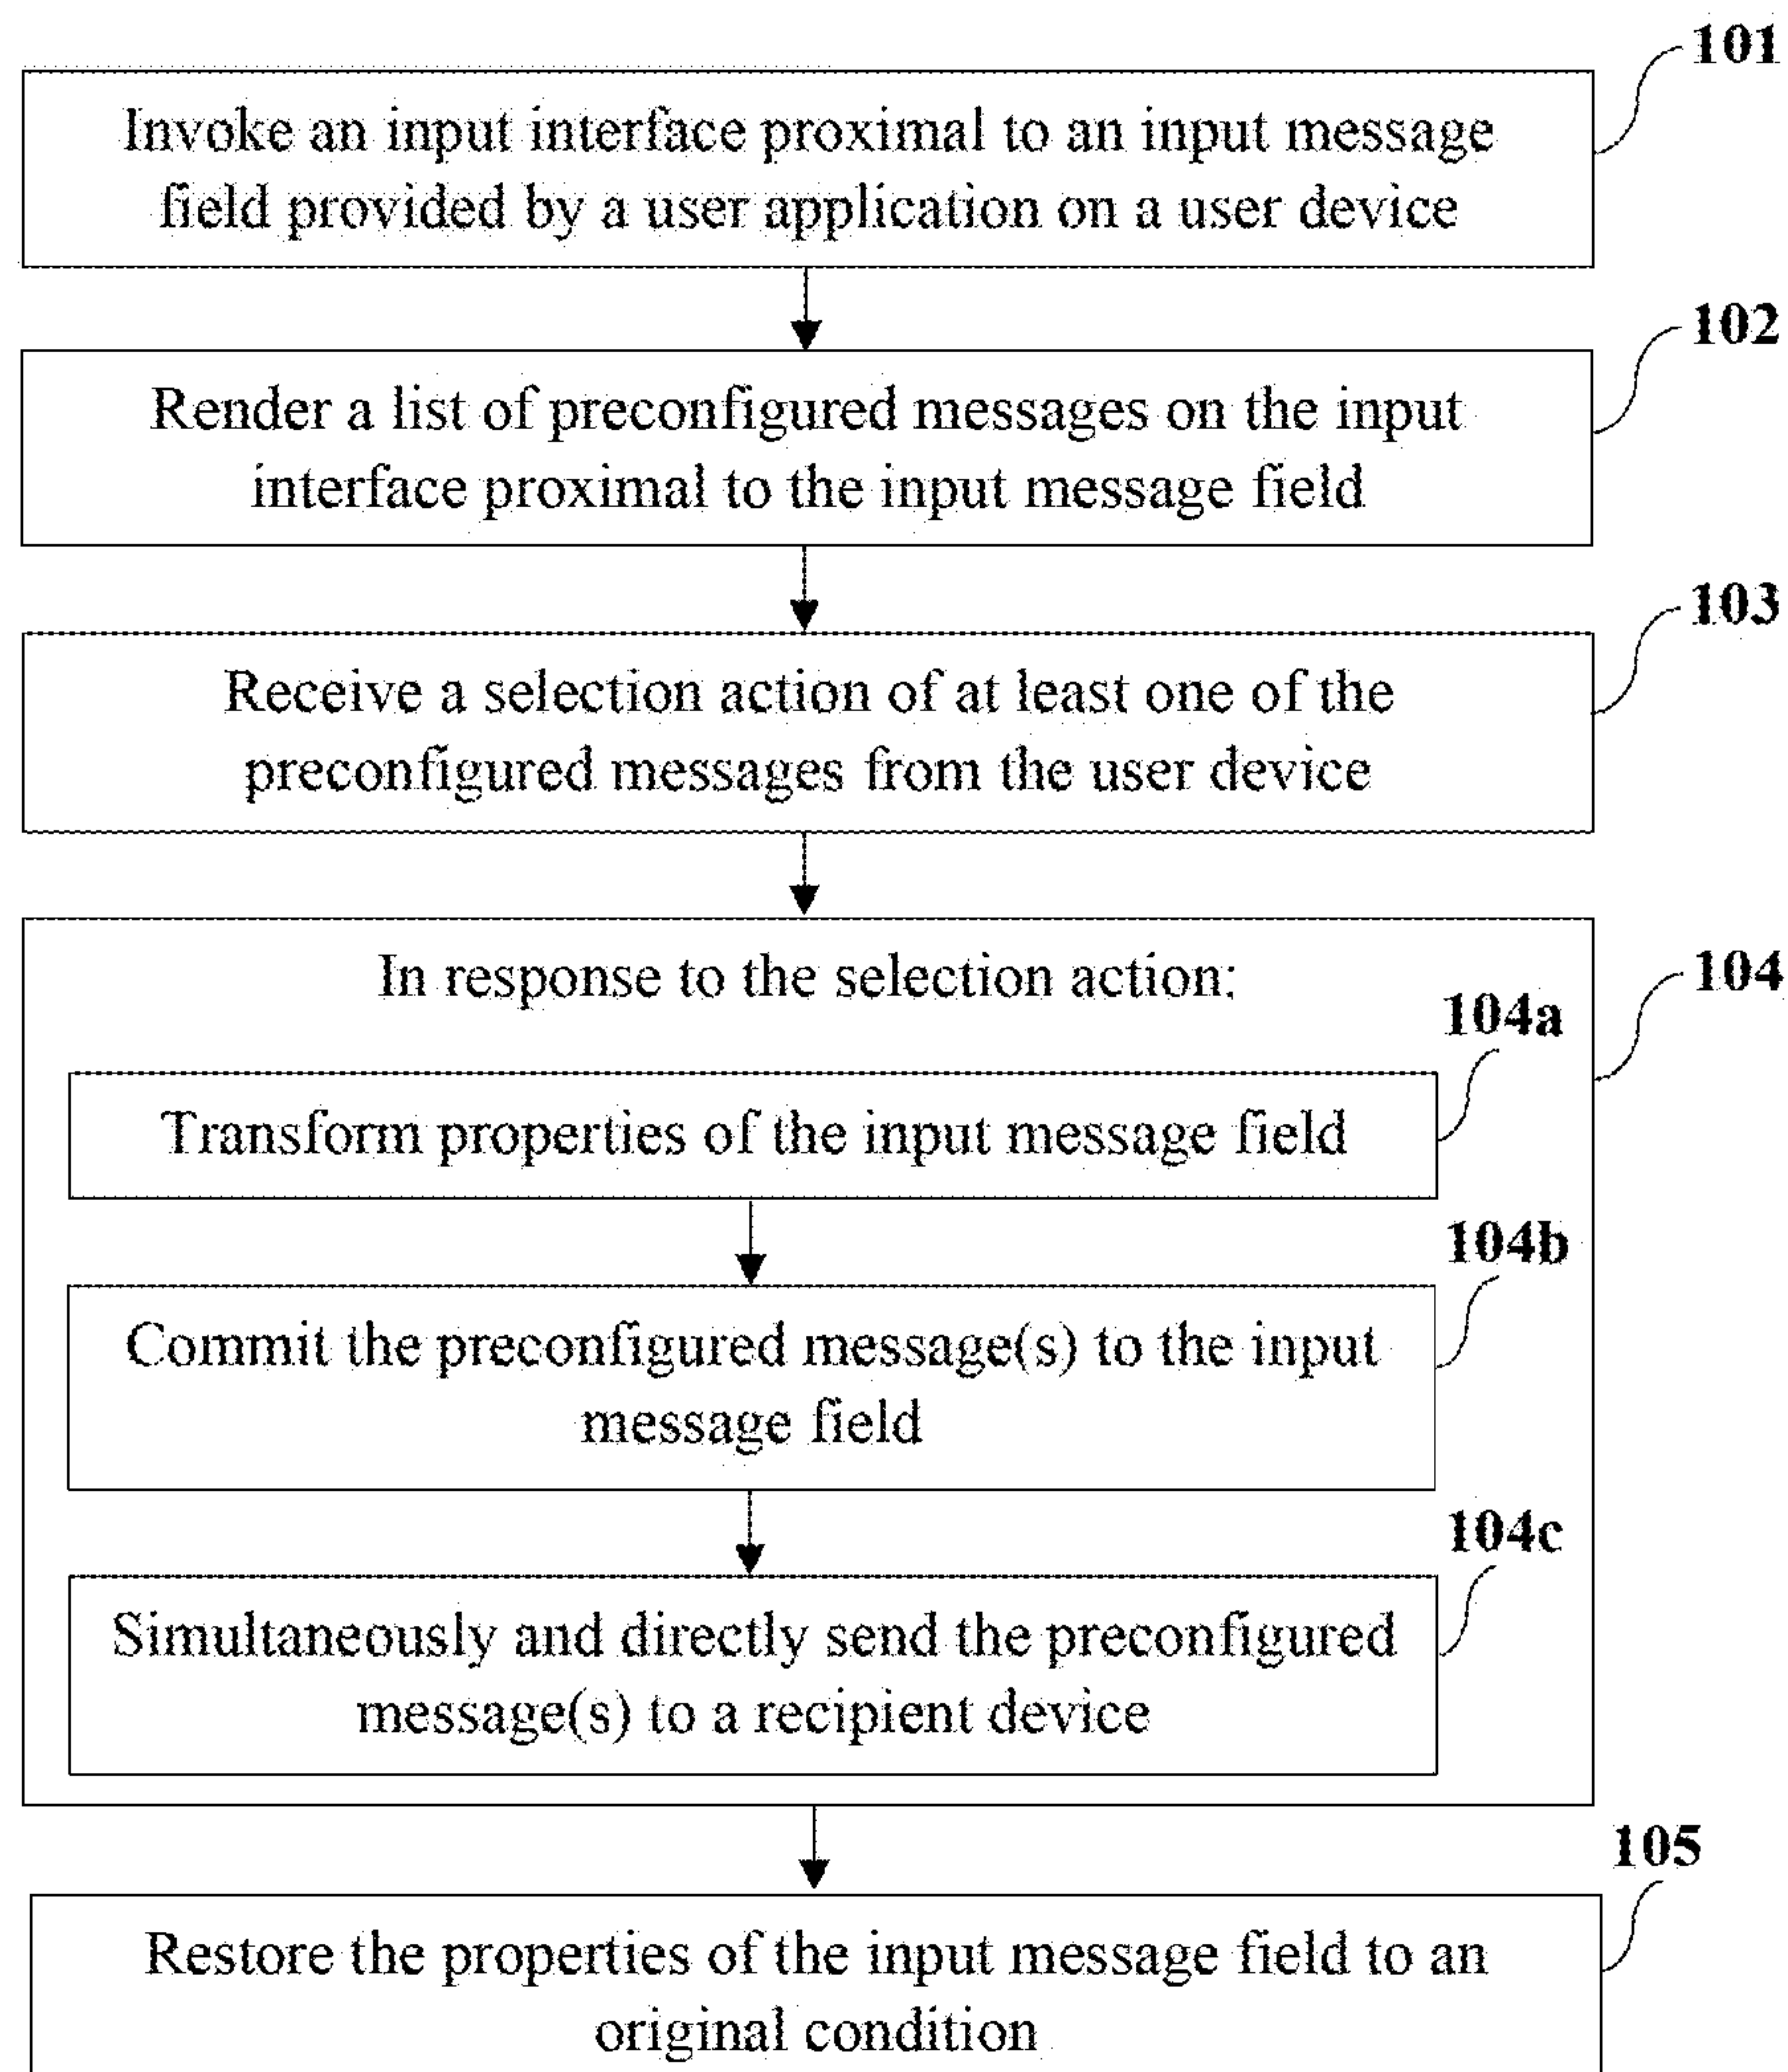 101
Invoke an input interface proximal to an input message
field provided by a user application on a user device
102
Render a list of preconfigured messages on the input
interface proximal to the input message field
103
Receive a selection action of at least one of the
preconfigured messages from the user device
104
In response to the selection action:
104a
Transform properties of the input message field
104b
Commit the preconfigured message(s) to the input
message field
104c
Simultaneously and directly send the preconfigured
message(s) to a recipient device
105
Restore the properties of the input message field to an
original condition